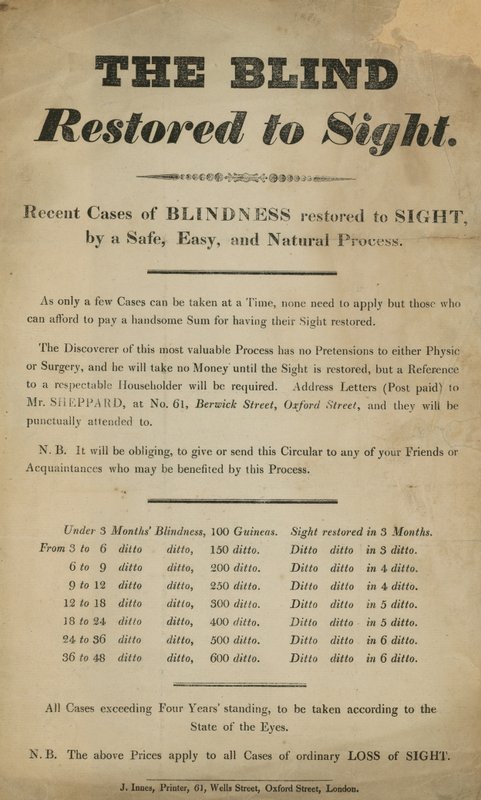 THE BLIND
Restored to Sight.
Recent Cases of BLINDNESS restored to SIGHT,
by a Safe, Easy, and Natural Process.
As only a few Cases can be taken at a Time, none need to apply but those who
can afford to pay a handsome Sum for having their Sight restored.
The Discoverer of this most valuable Process has no Pretensions to either Physic
or Surgery, and he will take no Money until the Sight is restored, but a Reference
to a respectable Householder will be required. Address Letters (Post paid) to
Mr. SHEPPARD, at No. 61, Berwick Street, Oxford Street, and they will be
punctually attended to.
N. B. It will be obliging, to give or send this Circular to any of your Friends or
Acquaintances who may be benefited by this Process.
Under 3 Months' Blindness, 100 Guineas. Sight restored in 3 Months.
From 3 to 6 ditto ditto, 150 ditto. Ditto ditto in 3 ditto.
6 to 9 ditto ditto, 200 ditto. Ditto ditto in 4 ditto.
9 to 12 ditto ditto, 250 ditto. Ditto ditto in 4 ditto.
12 to 18 ditto ditto, 300 ditto. Ditto ditto in 5 ditto.
18 to 24 ditto ditto, 400 ditto. Ditto ditto in 5 ditto.
24 to 36 ditto ditto, 500 ditto. Ditto ditto in 6 ditto.
36 to 48 ditto ditto, 600 ditto. Ditto ditto in 6 ditto.
All Cases exceeding Four Years' standing, to be taken according to the
State of the Eyes.
N. B. The above Prices apply to all Cases of ordinary LOSS of SIGHT.
J. Innes, Printer, 61, Wells Street, Oxford Street, London.